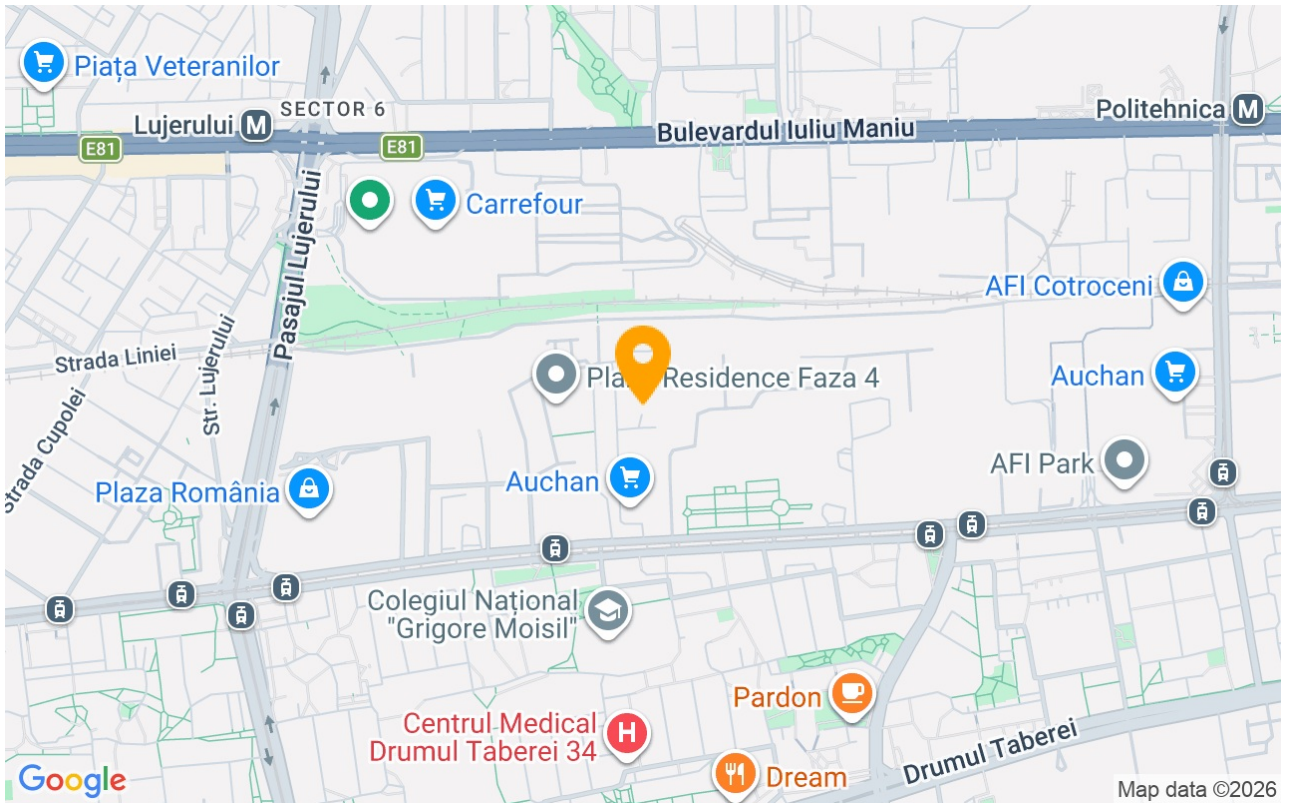 Piața Veteranilor
SECTOR 6
Lujerului M
Politehnica M
Bulevardul Iuliu Maniu
E81
E81
Carrefour
Pasajul Lujerului
AFI Cotroceni
Strada Liniei
Str. Lujerului
Residence Faza 4
Auchan
Strada Cupolei
AFI Park
Plaza România
Auchan
Colegiul Național
"Grigore Moisil"
Pardon
Centrul Medical
Drumul Taberei 34
H
Drumul Taberei
Dream
Google
Map data ©2026